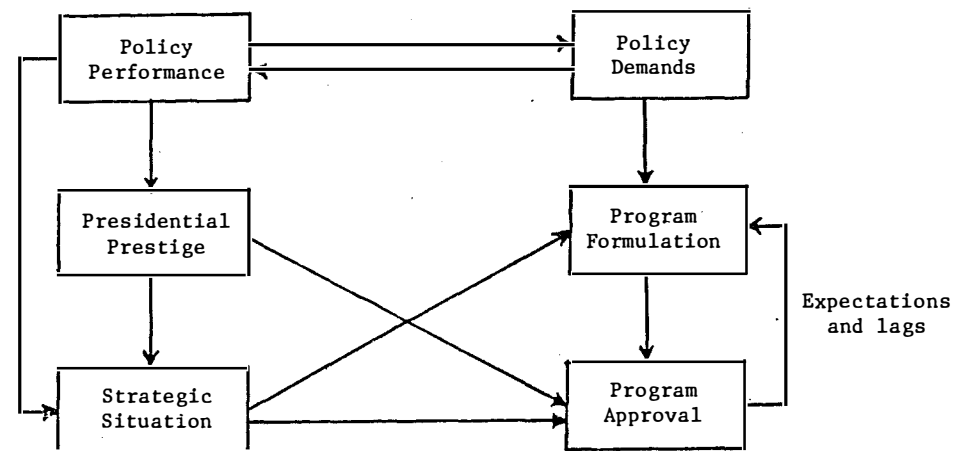 Policy
Performance
Policy
Demands
Presidential
Prestige
Program
Formulation
Expectations
and lags
Strategic
Situation
Program
Approval